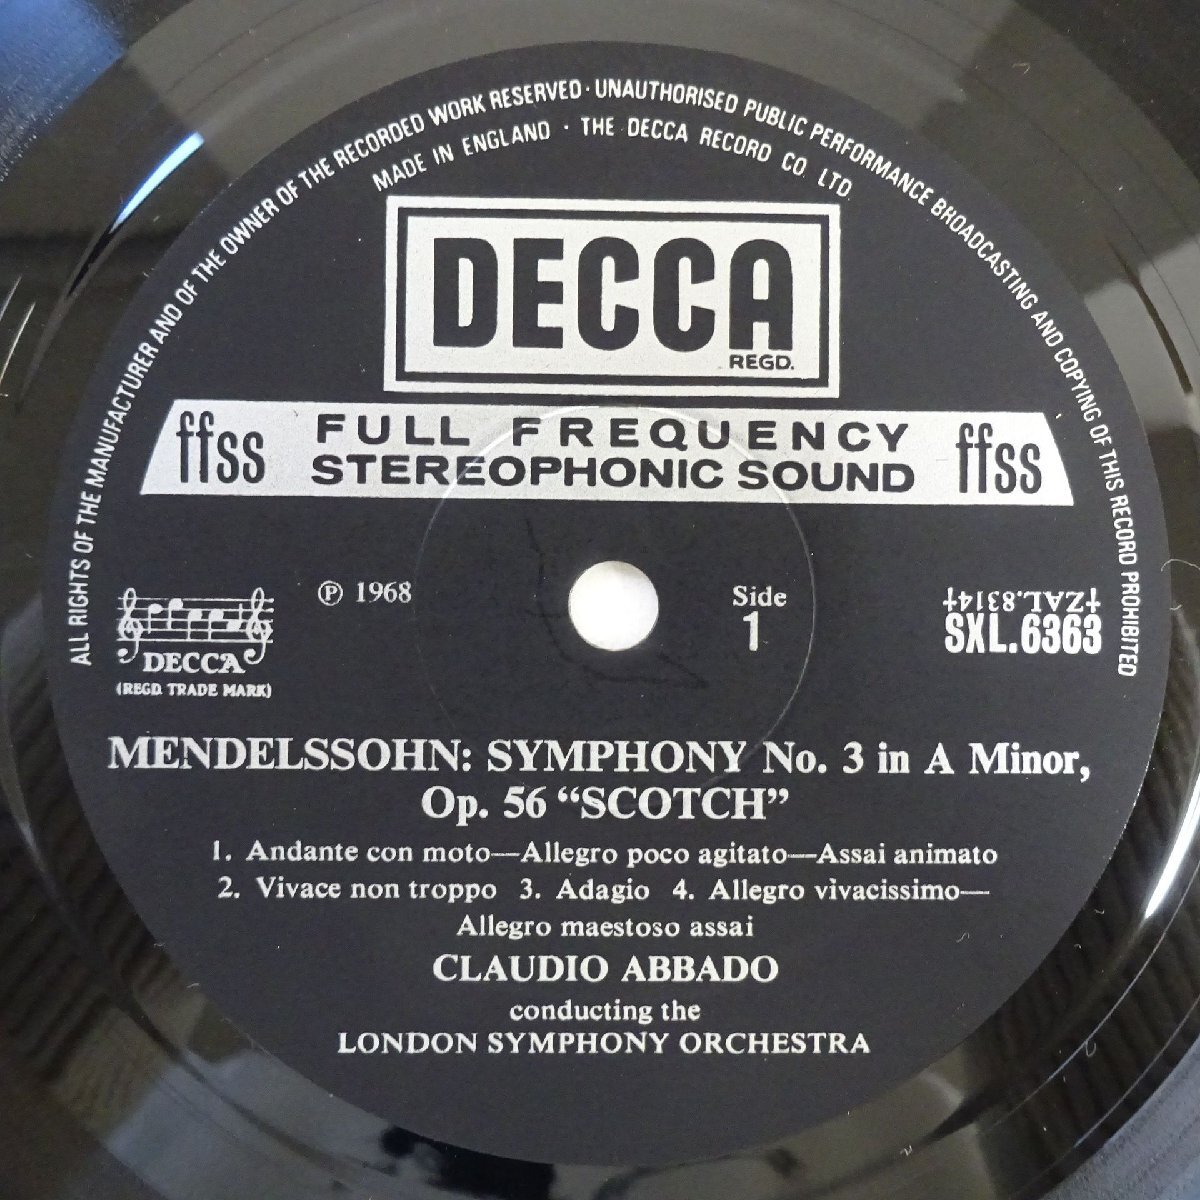 ALL RIGHTS OF THE MANUFACTURER AND OF THE OWNER OF THE RECORDED WORK RESERVED · UNAUTHORISED PUBLIC PERFORMANCE BROADCASTING AND COPYING OF THIS RECORD PROHIBITED
MADE IN ENGLAND · THE DECCA RECORD CO. LTD.
DECCA
REGD.
ffss FULL FREQUENCY ffss
STEREOPHONIC SOUND
Ⓟ 1968
Side
1
‡ZAL.8314‡
SXL.6363
DECCA
(REGD. TRADE MARK)
MENDELSSOHN: SYMPHONY No. 3 in A Minor,
Op. 56 “SCOTCH”
1. Andante con moto—Allegro poco agitato—Assai animato
2. Vivace non troppo 3. Adagio 4. Allegro vivacissimo—
Allegro maestoso assai
CLAUDIO ABBADO
conducting the
LONDON SYMPHONY ORCHESTRA